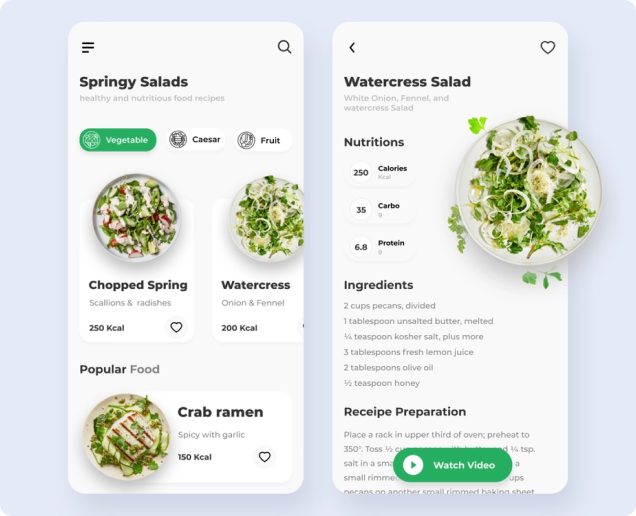 Springy Salads
healthy and nutritious food recipes
Vegetable
Caesar
Fruit
Chopped Spring
Scallions & radishes
250 Kcal
Watercress
Onion & Fennel
200 Kcal
Popular Food
Crab ramen
Spicy with garlic
150 Kcal
Watercress Salad
White Onion, Fennel, and
watercress Salad
Nutritions
250
Calories
Kcal
35
Carbo
g
6.8
Protein
g
Ingredients
2 cups pecans, divided
1 tablespoon unsalted butter, melted
¼ teaspoon kosher salt, plus more
3 tablespoons fresh lemon juice
2 tablespoons olive oil
½ teaspoon honey
Receipe Preparation
Place a rack in upper third of oven; preheat to
350°. Toss ½ and ¼ tsp.
salt in a sma a
small rimme ups
pecans on another small rimmed baking sheet
Watch Video